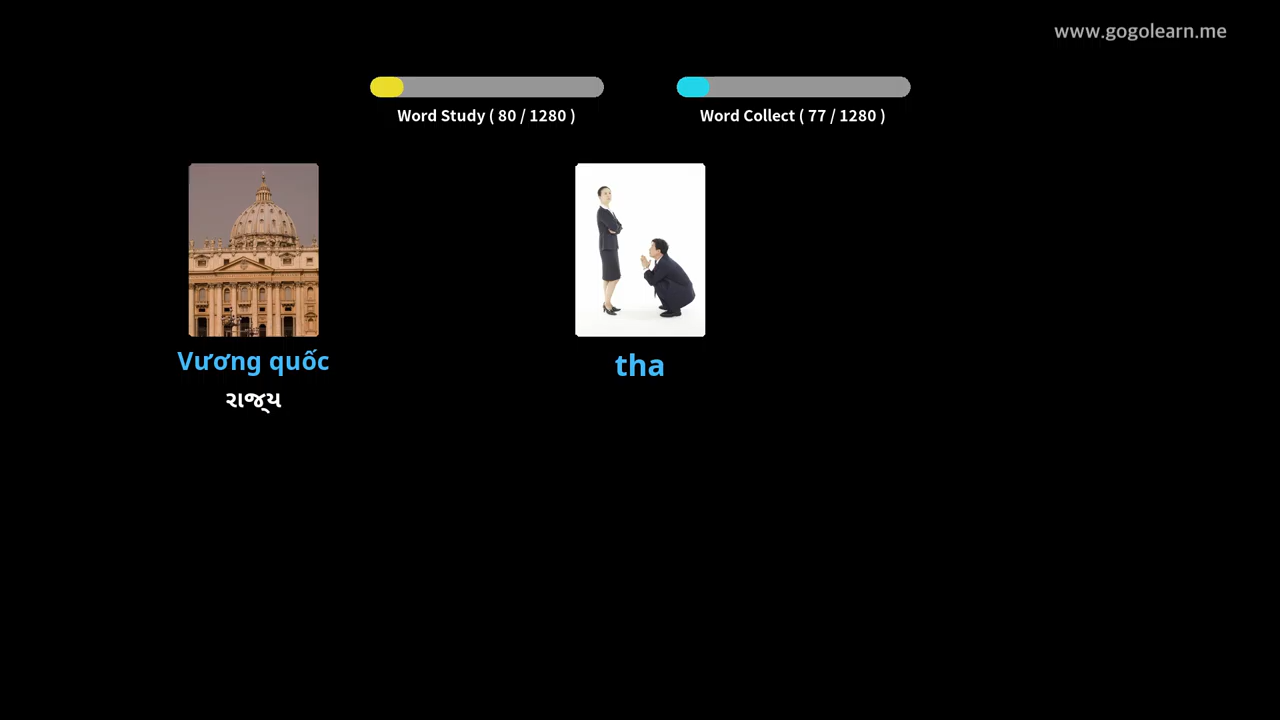 www.gogolearn.me
Word Study ( 80 / 1280 )
Word Collect ( 77 / 1280 )
Vương quốc
રાજ્ય
tha